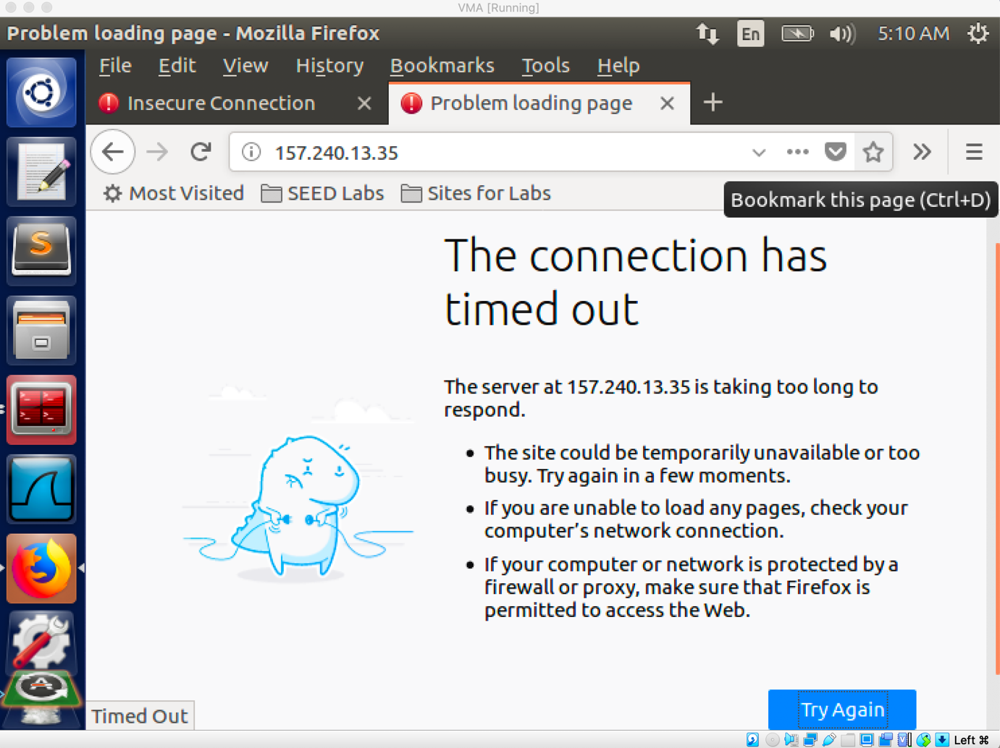 VMA [Running]
Problem loading page - Mozilla Firefox
En
5:10 AM
File Edit View History Bookmarks Tools Help
Insecure Connection
Problem loading page
157.240.13.35
Most Visited
SEED Labs
Sites for Labs
Bookmark this page (Ctrl+D)
The connection has
timed out
The server at 157.240.13.35 is taking too long to
respond.
The site could be temporarily unavailable or too
busy. Try again in a few moments.
If you are unable to load any pages, check your
computer’s network connection.
If your computer or network is protected by a
firewall or proxy, make sure that Firefox is
permitted to access the Web.
Try Again
Timed Out
Left ⌘